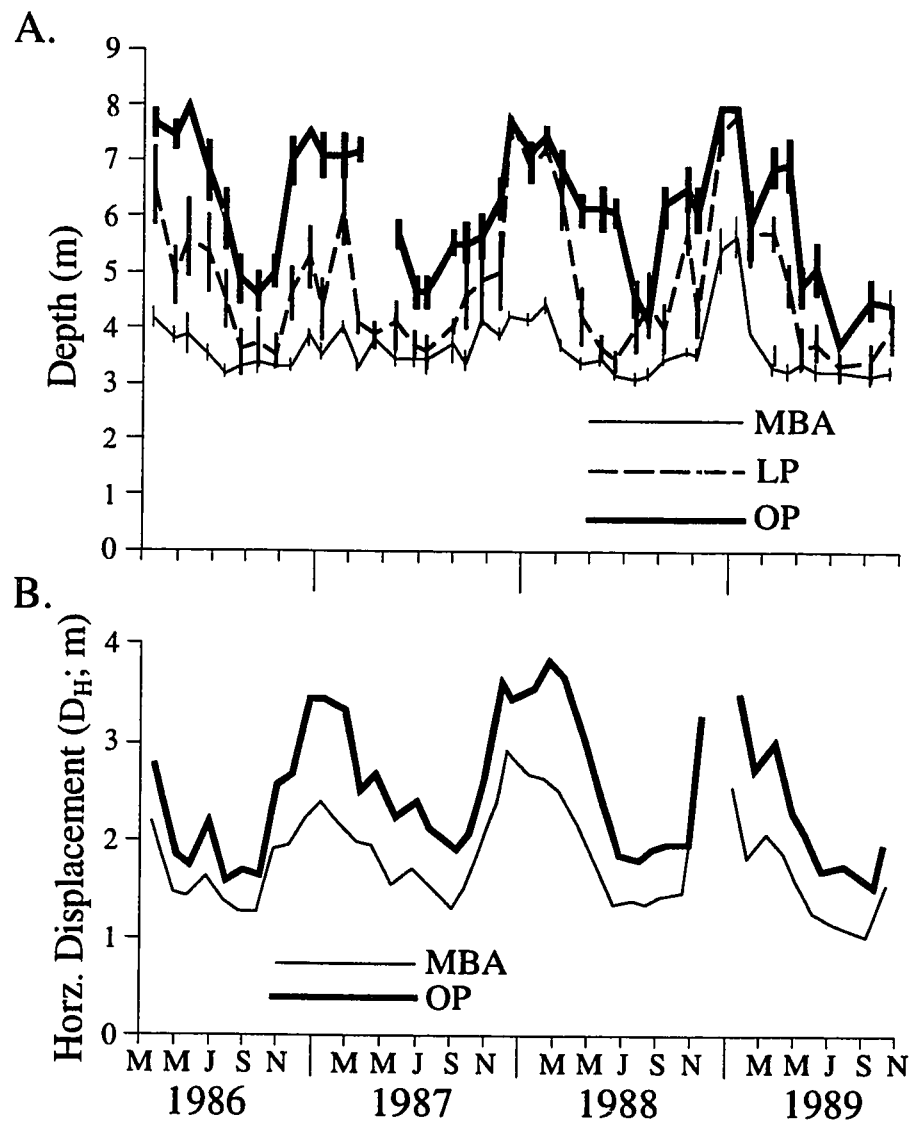 A.
9
8
7
6
5
4
3
2
1
0
Depth (m)
MBA
LP
OP
B.
4
3
2
1
0
Horz. Displacement (D_H; m)
MBA
OP
M M J S N M M J S N M M J S N M M J S N
1986 1987 1988 1989